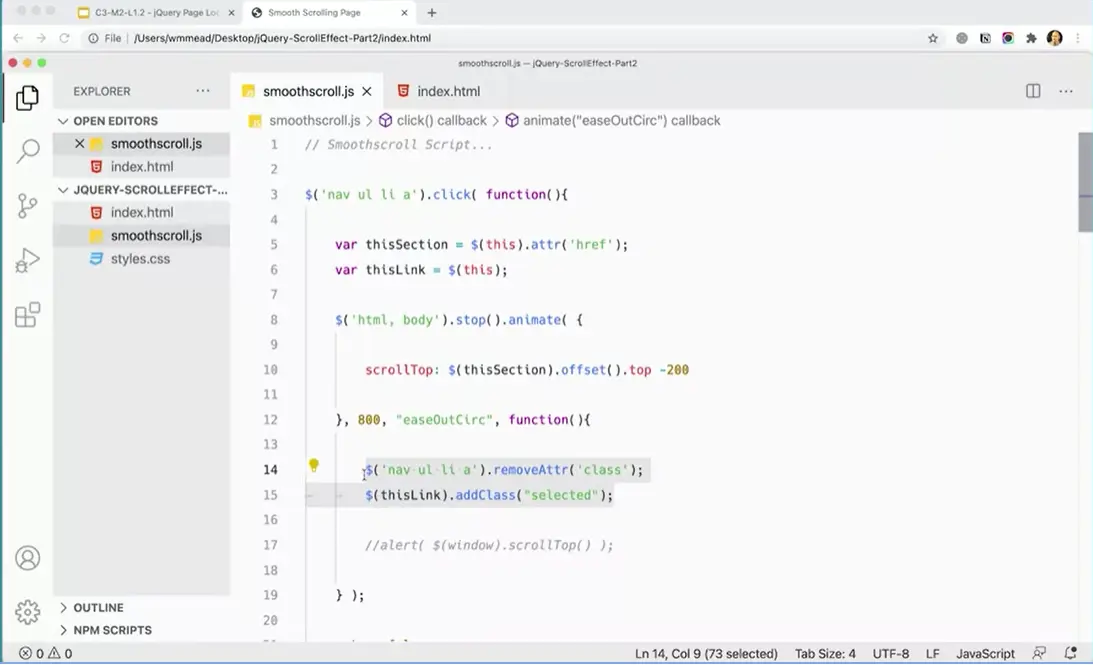 C3-M2-L1.2 - jQuery Page Lo
Smooth Scrolling Page
File /Users/wmmead/Desktop/jQuery-ScrollEffect-Part2/index.html
smoothscroll.js — jQuery-ScrollEffect-Part2
EXPLORER
smoothscroll.js
index.html
OPEN EDITORS
smoothscroll.js
index.html
JQUERY-SCROLLEFFECT-...
index.html
smoothscroll.js
styles.css
OUTLINE
NPM SCRIPTS
smoothscroll.js > click() callback > animate("easeOutCirc") callback
1 // Smoothscroll Script...
2
3 $('nav ul li a').click( function(){
4
5 var thisSection = $(this).attr('href');
6 var thisLink = $(this);
7
8 $('html, body').stop().animate( {
9
10 scrollTop: $(thisSection).offset().top -200
11
12 }, 800, "easeOutCirc", function(){
13
14 $('nav ul li a').removeAttr('class');
15 $(thisLink).addClass("selected");
16
17 //alert( $(window).scrollTop() );
18
19 } );
20
0 0 Ln 14, Col 9 (73 selected) Tab Size: 4 UTF-8 LF JavaScript